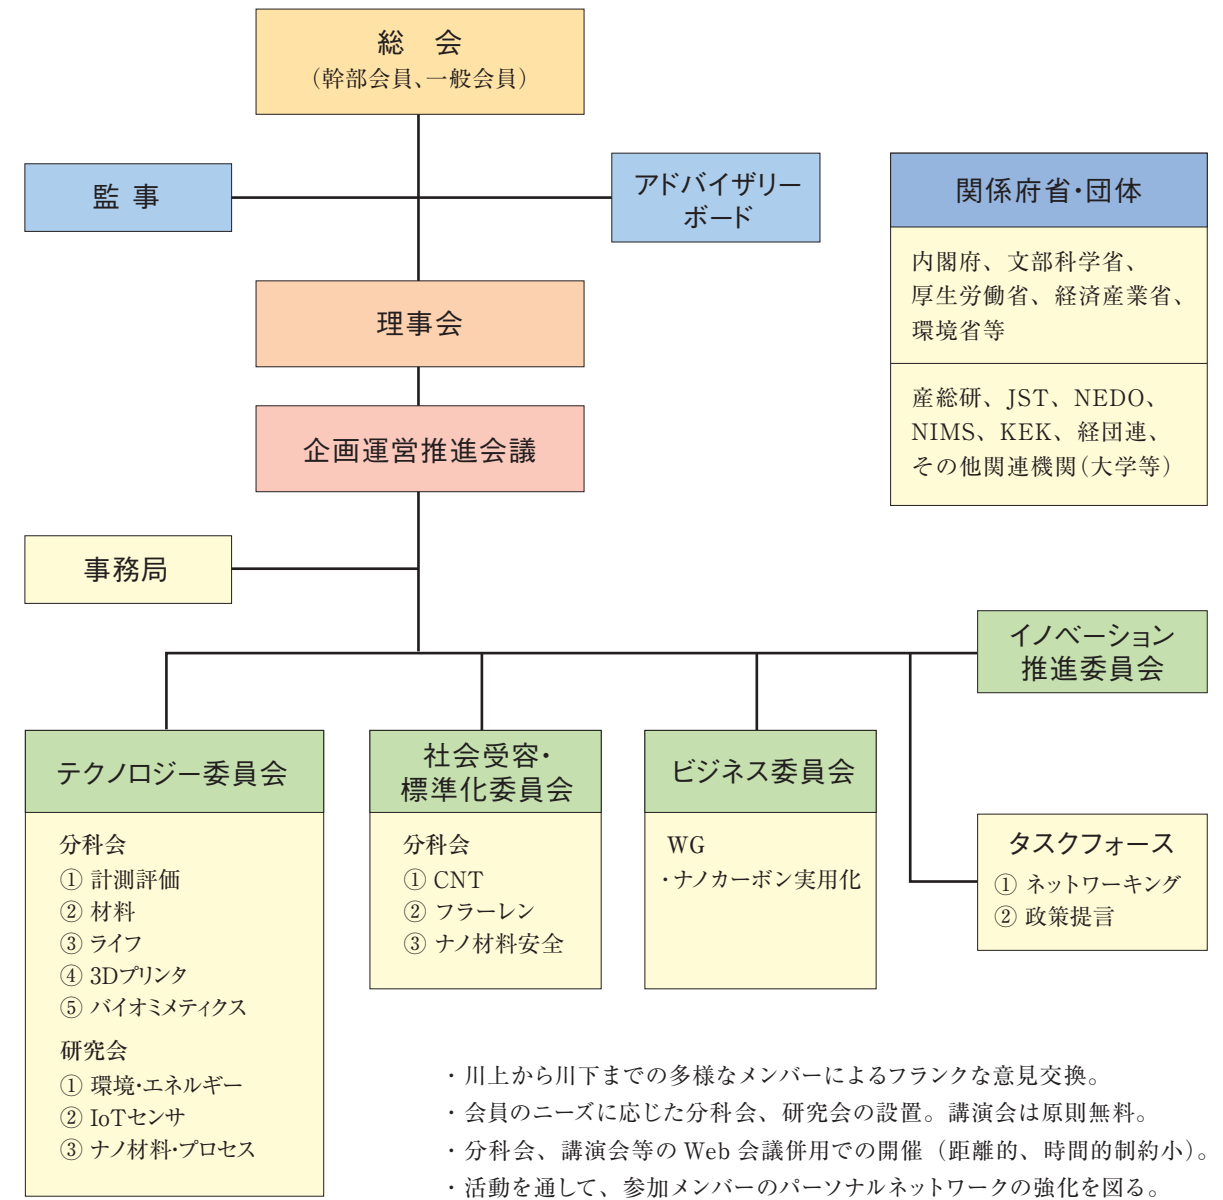 総 会
（幹部会員、一般会員）
監 事
アドバイザリー
ボード
関係府省・団体
内閣府、文部科学省、
厚生労働省、経済産業省、
環境省等
産総研、JST、NEDO、
NIMS、KEK、経団連、
その他関連機関（大学等）
理事会
企画運営推進会議
事務局
イノベーション
推進委員会
テクノロジー委員会
分科会
① 計測評価
② 材料
③ ライフ
④ 3Dプリンタ
⑤ バイオミメティクス
研究会
① 環境・エネルギー
② IoTセンサ
③ ナノ材料・プロセス
社会受容・
標準化委員会
分科会
① CNT
② フラーレン
③ ナノ材料安全
ビジネス委員会
WG
・ナノカーボン実用化
タスクフォース
① ネットワーキング
② 政策提言
・川上から川下までの多様なメンバーによるフランクな意見交換。
・会員のニーズに応じた分科会、研究会の設置。講演会は原則無料。
・分科会、講演会等の Web 会議併用での開催（距離的、時間的制約小）。
・活動を通して、参加メンバーのパーソナルネットワークの強化を図る。